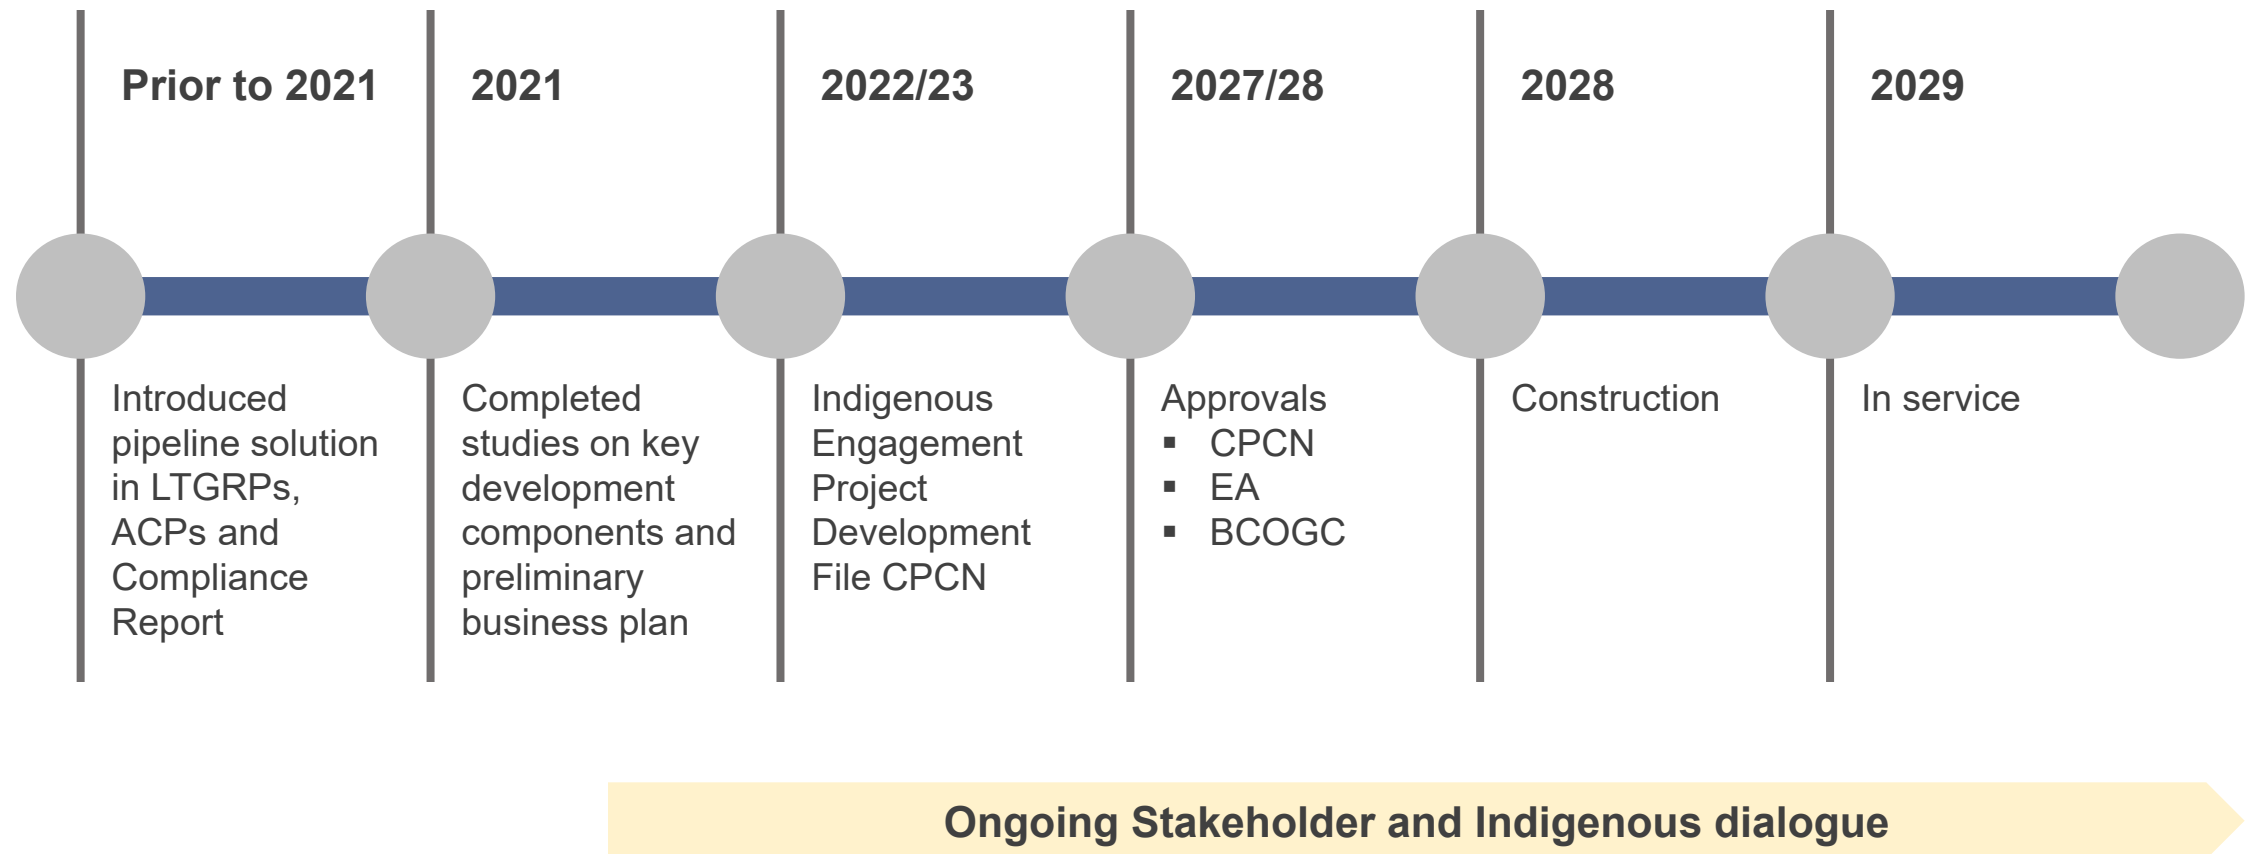 Prior to 2021
2021
2022/23
2027/28
2028
2029
Introduced
pipeline solution
in LTGRPs,
ACPs and
Compliance
Report
Completed
studies on key
development
components and
preliminary
business plan
Indigenous
Engagement
Project
Development
File CPCN
Approvals
▪ CPCN
▪ EA
▪ BCOGC
Construction
In service
Ongoing Stakeholder and Indigenous dialogue